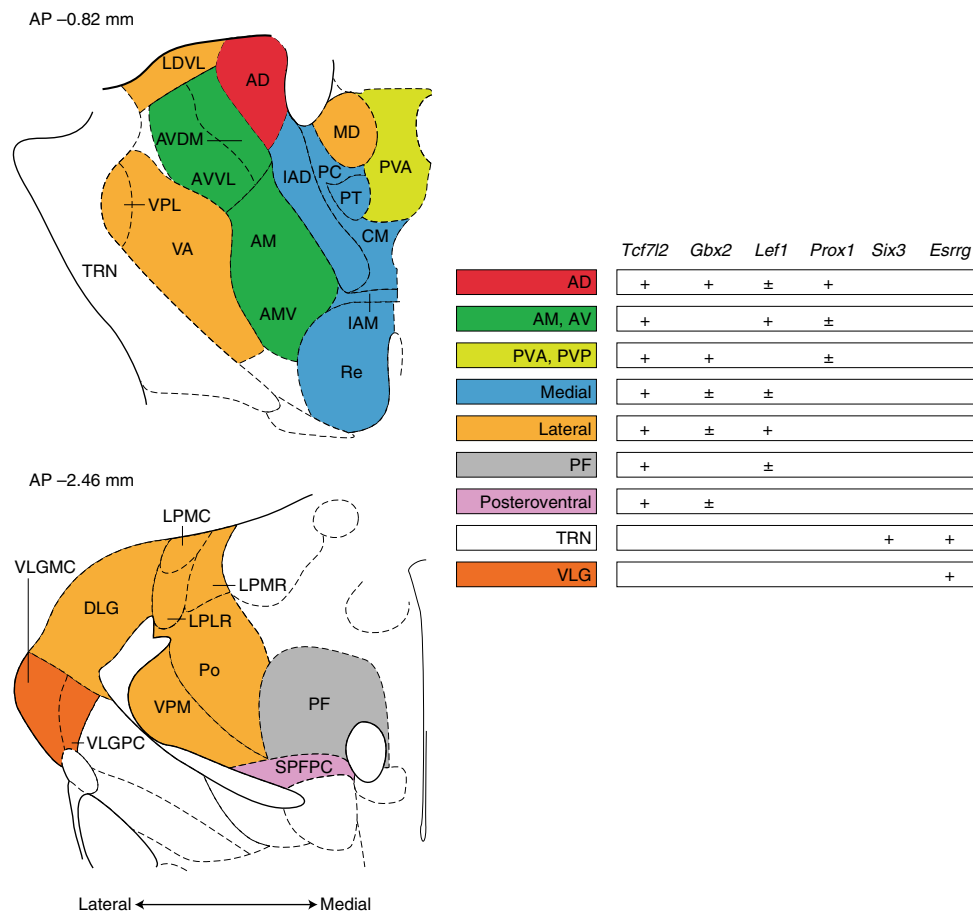 AP –0.82 mm
LDVL
AD
MD
AVDM
PVA
PC
IAD
AVVL
PT
VPL
CM
VA
AM
TRN
AMV
IAM
Re
Tcf7l2 Gbx2 Lef1 Prox1 Six3 Esrrg
AD + + ± +
AM, AV + + ±
PVA, PVP + + ±
Medial + ± ±
Lateral + ± +
PF + ±
Posteroventral + ±
TRN + +
VLG +
AP –2.46 mm
LPMC
VLGMC
LPMR
DLG
LPLR
Po
VPM
PF
VLGPC
SPFPC
Lateral Medial